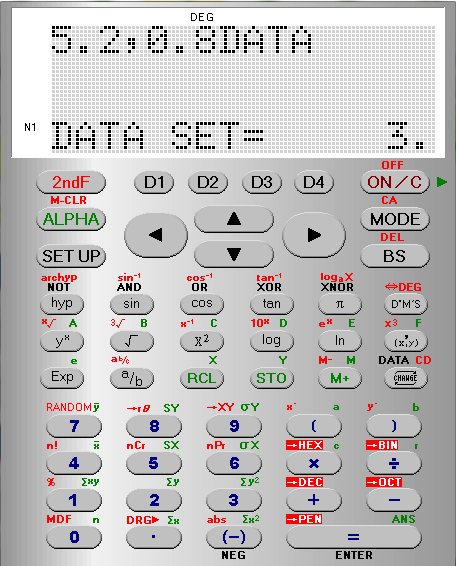 DEG
5.2,0.8DATA
N1
DATA SET= 3.
OFF
2ndF D1 D2 D3 D4 ON/C
M-CLR CA
ALPHA ◀ ▲ ▶ MODE
DEL
SET UP ▼ BS
archyp sin⁻¹ cos⁻¹ tan⁻¹ logₐX ⇔DEG
NOT AND OR XOR XNOR
hyp sin cos tan π D°M'S
ˣ√ A ³√ B x⁻¹ C 10ˣ D eˣ E x³ F
yˣ √ X² log ln (x,y)
e aᵇ/c X Y M- M DATA CD
Exp a/b RCL STO M+ CHANGE
RANDOM ȳ →rθ SY →XY σY x´ a y´ b
7 8 9 ( )
n! x̄ nCr SX nPr σX →HEX c →BIN r
4 5 6 × ÷
% Σxy Σy Σy² →DEC →OCT
1 2 3 + −
MDF n DRG▶ Σx abs Σx² →PEN ANS
0 · (−) =
NEG ENTER